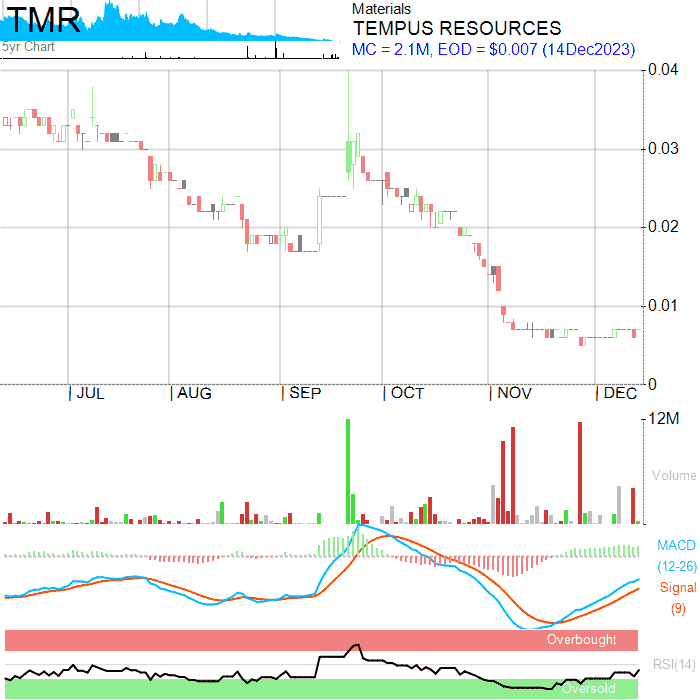 TMR
5yr Chart
Materials
TEMPUS RESOURCES
MC = 2.1M, EOD = $0.007 (14Dec2023)
0.04
0.03
0.02
0.01
0
| JUL | AUG | SEP | OCT | NOV | DEC
12M
Volume
MACD
(12-26)
Signal
(9)
Overbought
RSI(14)
Oversold